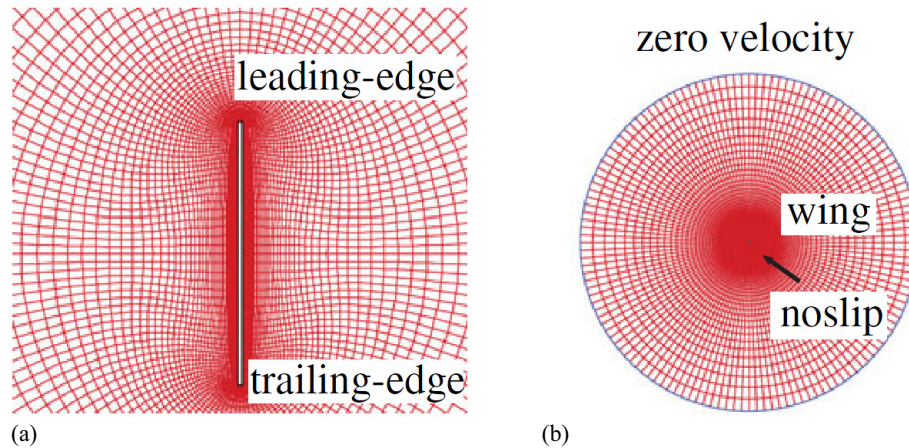 leading-edge
trailing-edge
(a)
zero velocity
wing
noslip
(b)